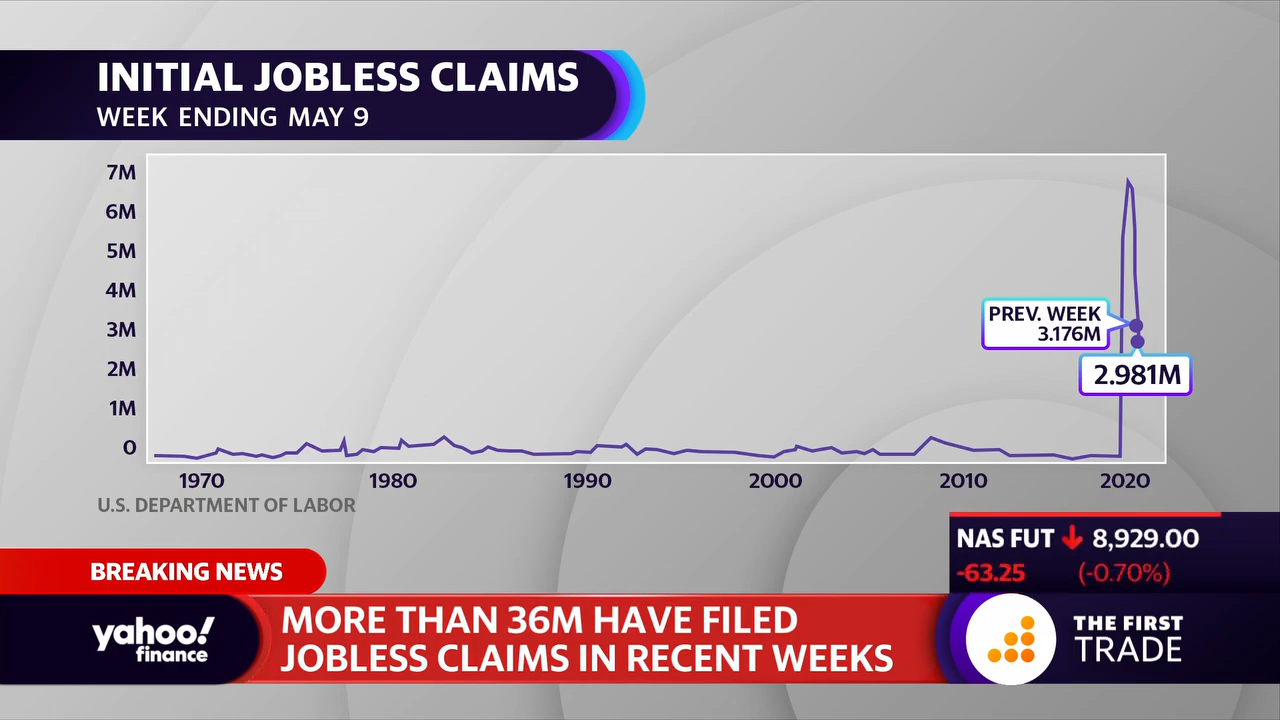 INITIAL JOBLESS CLAIMS
WEEK ENDING MAY 9
7M
6M
5M
4M
3M
2M
1M
0
PREV. WEEK
3.176M
2.981M
1970 1980 1990 2000 2010 2020
U.S. DEPARTMENT OF LABOR
NAS FUT 8,929.00
-63.25 (-0.70%)
BREAKING NEWS
yahoo!
finance
MORE THAN 36M HAVE FILED
JOBLESS CLAIMS IN RECENT WEEKS
THE FIRST
TRADE